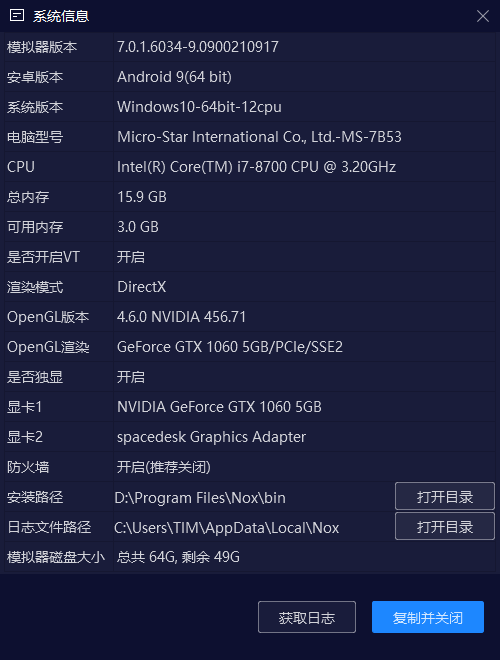 系统信息
模拟器版本 7.0.1.6034-9.0900210917
安卓版本 Android 9(64 bit)
系统版本 Windows10-64bit-12cpu
电脑型号 Micro-Star International Co., Ltd.-MS-7B53
CPU Intel(R) Core(TM) i7-8700 CPU @ 3.20GHz
总内存 15.9 GB
可用内存 3.0 GB
是否开启VT 开启
渲染模式 DirectX
OpenGL版本 4.6.0 NVIDIA 456.71
OpenGL渲染 GeForce GTX 1060 5GB/PCIe/SSE2
是否独显 开启
显卡1 NVIDIA GeForce GTX 1060 5GB
显卡2 spacedesk Graphics Adapter
防火墙 开启(推荐关闭)
安装路径 D:\Program Files\Nox\bin 打开目录
日志文件路径 C:\Users\TIM\AppData\Local\Nox 打开目录
模拟器磁盘大小 总共 64G, 剩余 49G
获取日志 复制并关闭